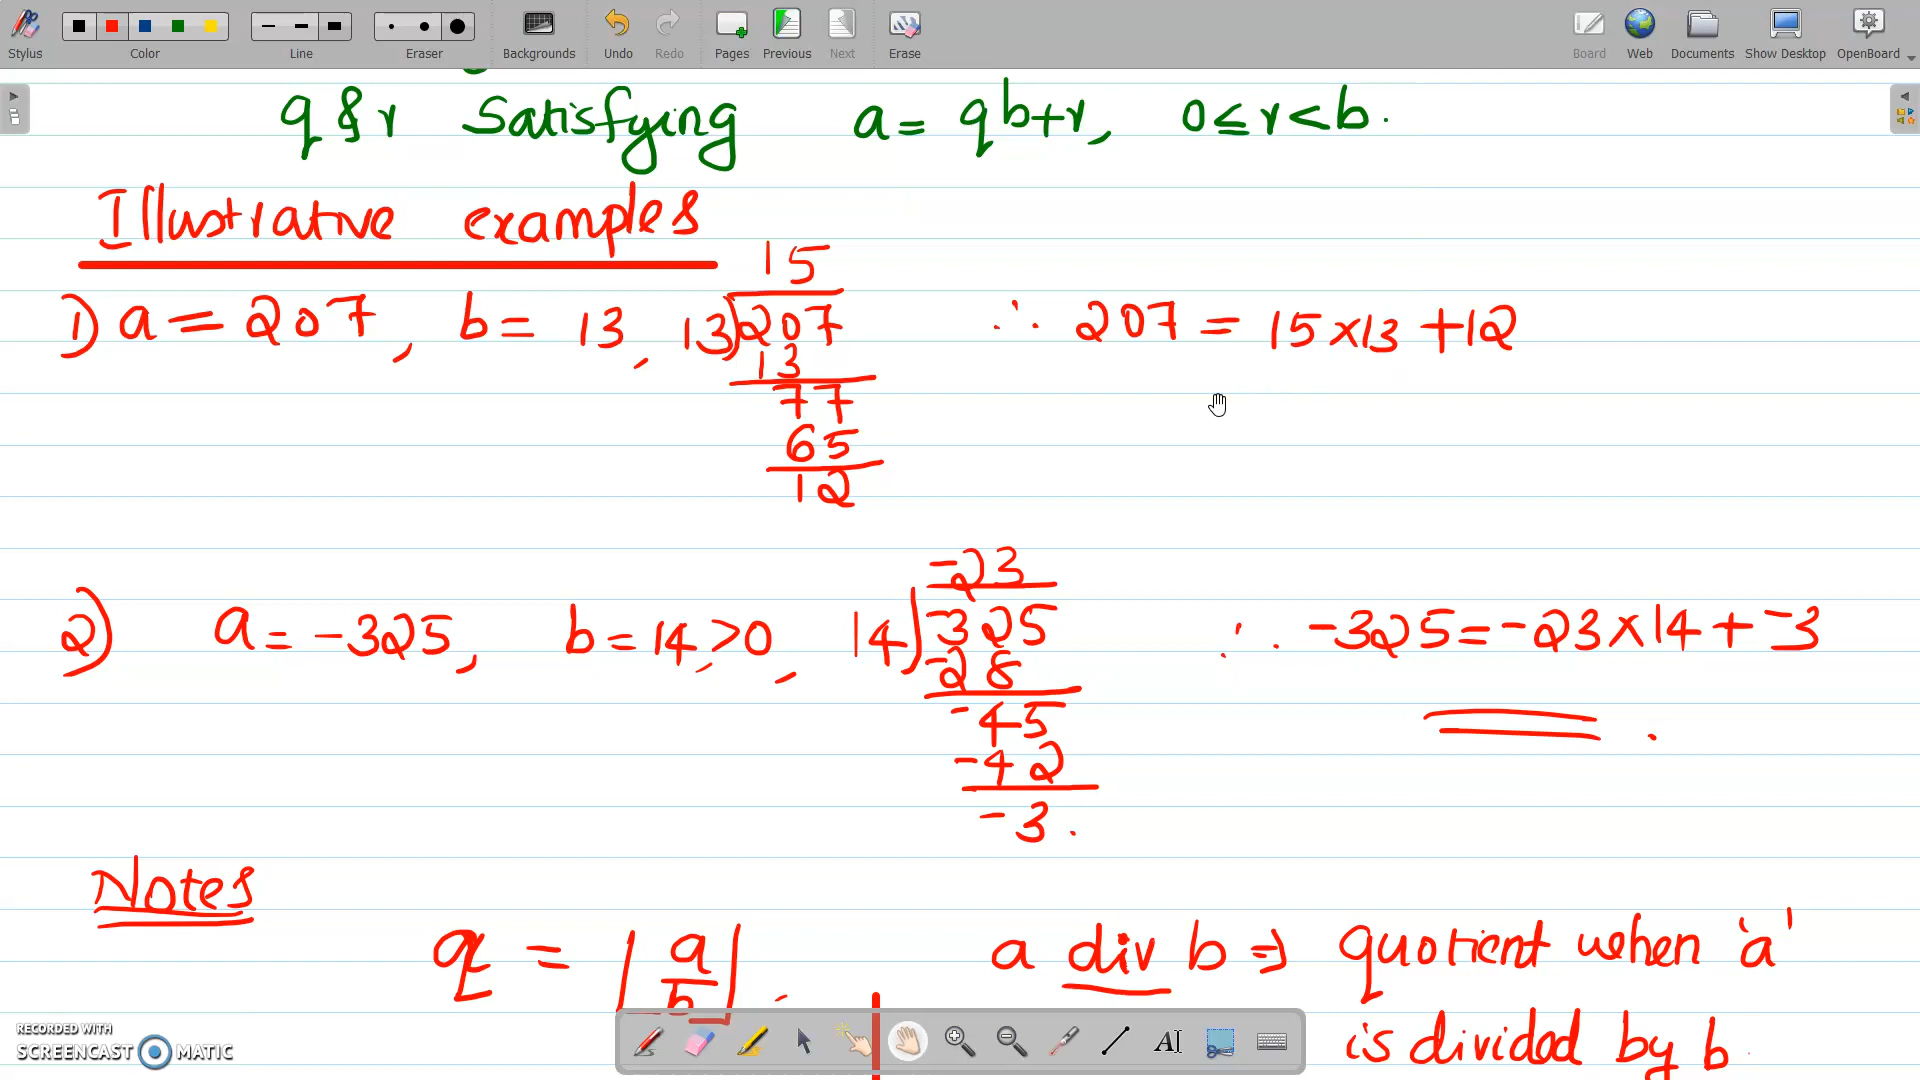 Stylus Color Line Eraser Backgrounds Undo Redo Pages Previous Next Erase Board Web Documents Show Desktop OpenBoard
q & r Satisfying a = qb+r, 0≤r<b.
Illustrative examples
15
1) a = 207, b = 13, 13)207 ∴ 207 = 15×13 +12
13
77
65
12
-23
2) a = -325, b = 14,>0, 14)-325 ∴ -325 = -23×14 + -3
-28
-45
-42
-3.
Notes
q = ⌊a/b⌋. a div b ⇒ quotient when 'a'
is divided by b
RECORDED WITH
SCREENCAST O MATIC